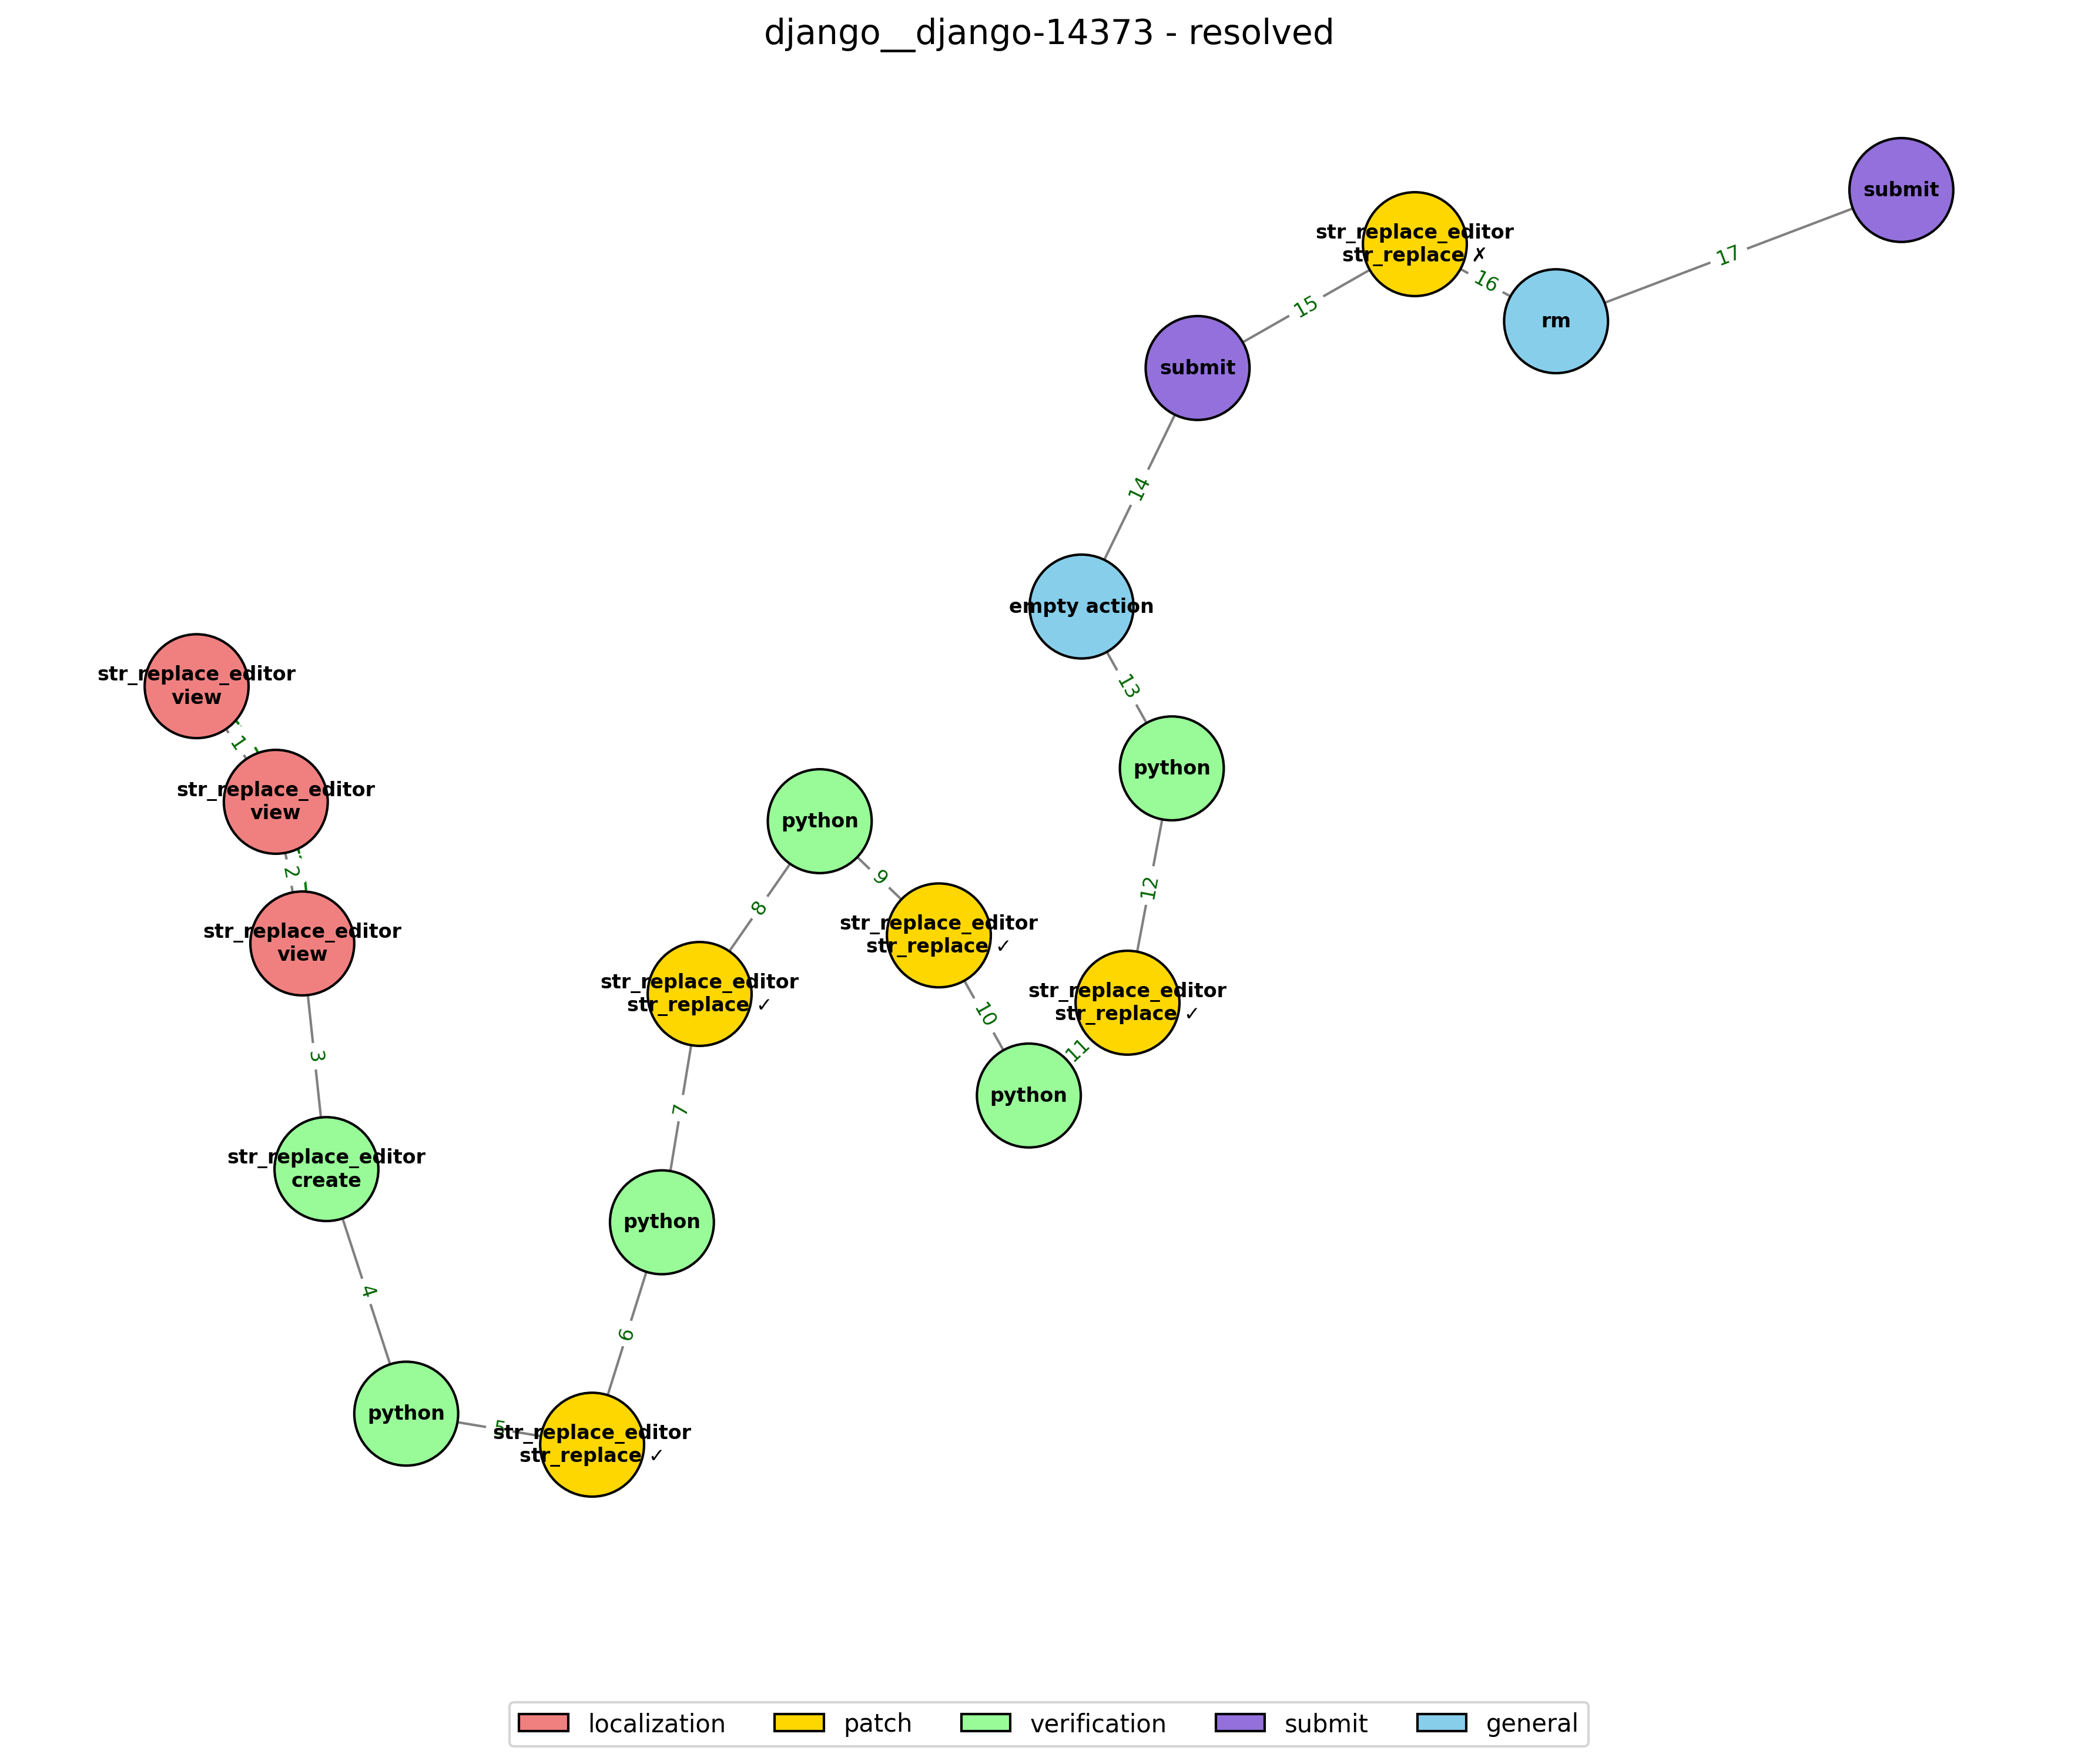 django__django-14373 - resolved
submit
str_replace_editor
str_replace ✗
17
16
rm
15
submit
14
empty action
13
str_replace_editor
view
1
python
str_replace_editor
view
python
2
9
12
8
str_replace_editor
view
str_replace_editor
str_replace ✓
str_replace_editor
str_replace ✓
str_replace_editor
str_replace ✓
10
11
3
python
7
str_replace_editor
create
python
4
6
python
5
str_replace_editor
str_replace ✓
localization
patch
verification
submit
general